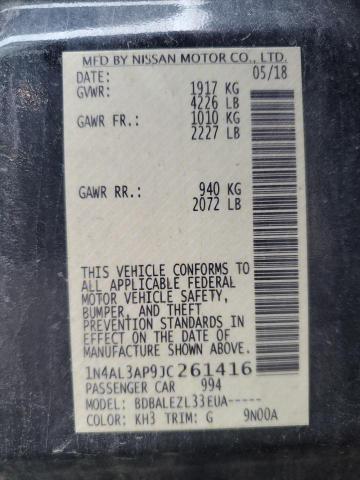 MFD BY NISSAN MOTOR CO., LTD.
DATE: 05/18
GVWR: 1917 KG
4226 LB
GAWR FR.: 1010 KG
2227 LB
GAWR RR.: 940 KG
2072 LB
THIS VEHICLE CONFORMS TO
ALL APPLICABLE FEDERAL
MOTOR VEHICLE SAFETY,
BUMPER, AND THEFT
PREVENTION STANDARDS IN
EFFECT ON THE DATE OF
MANUFACTURE SHOWN ABOVE.
1N4AL3AP9JC261416
PASSENGER CAR 994
MODEL: BDBALEZL33EUA-----
COLOR: KH3 TRIM: G 9N00A